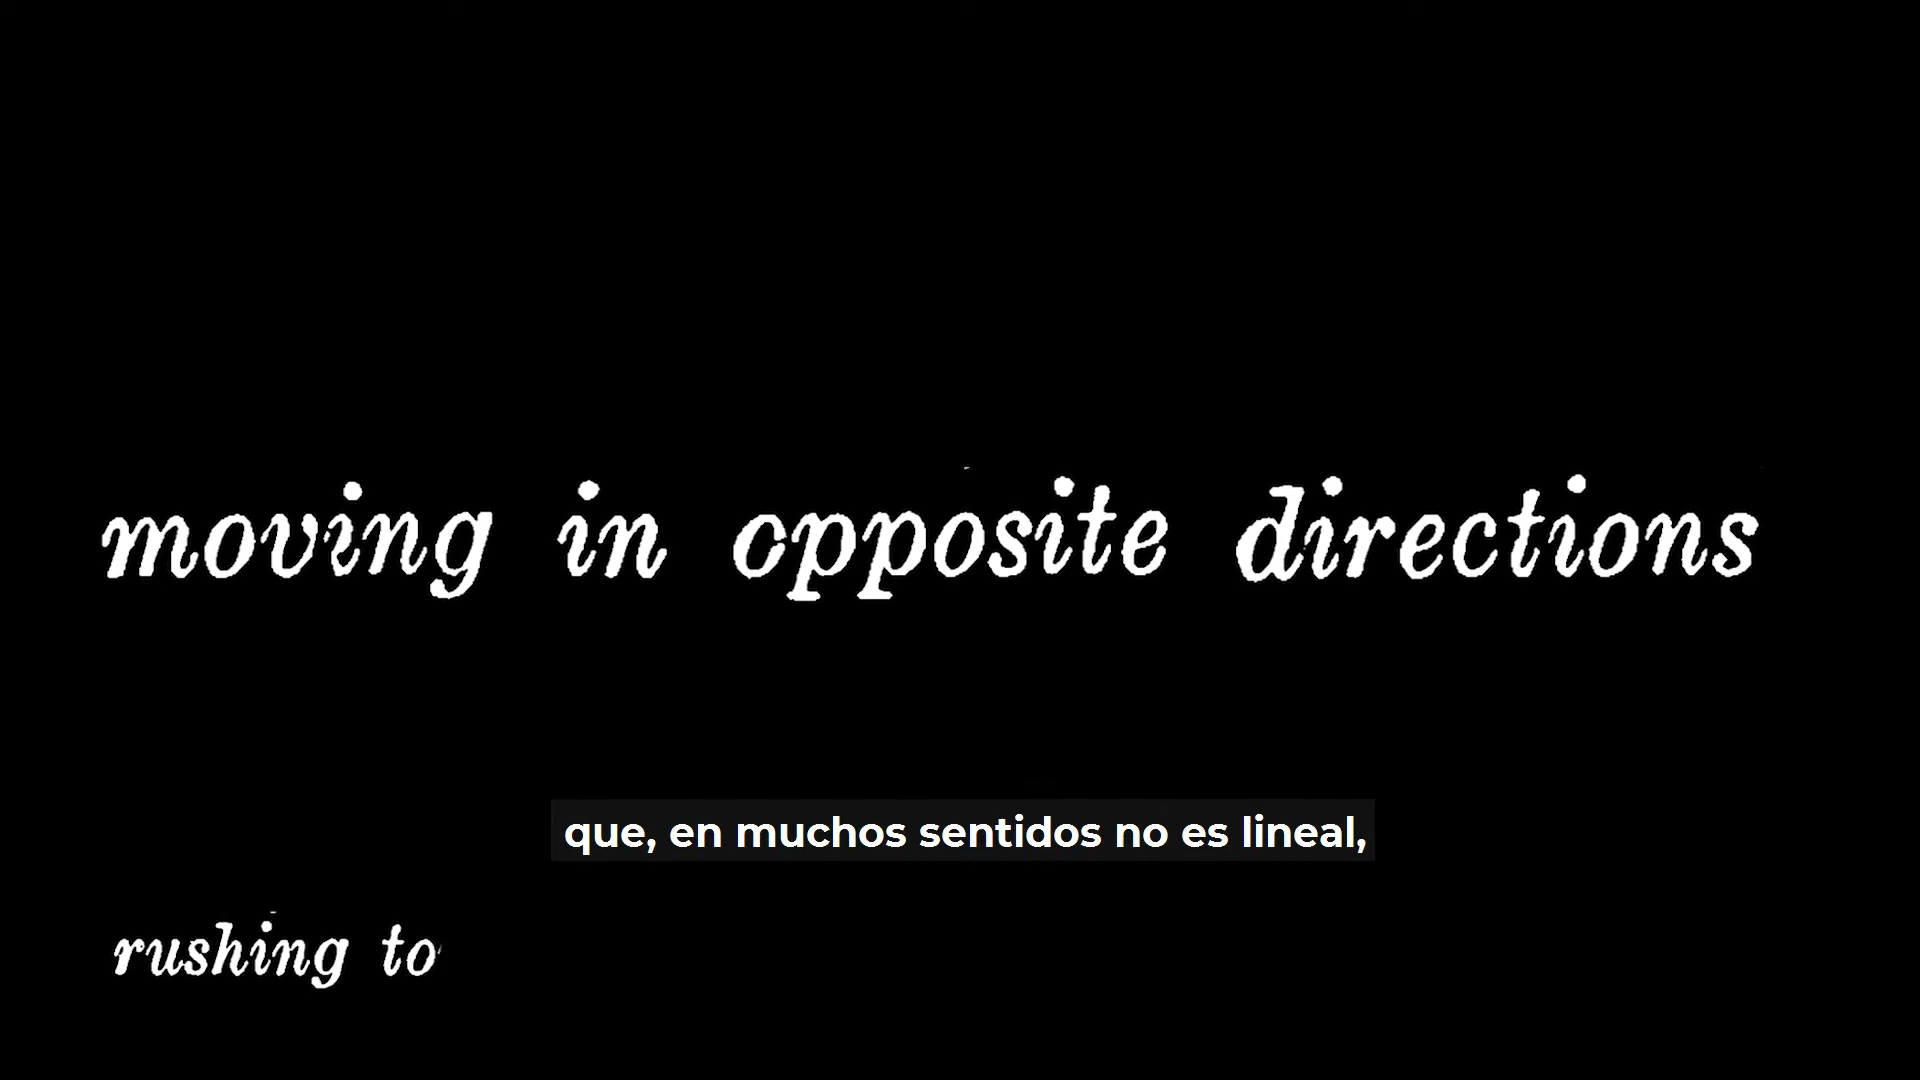 moving in opposite directions
que, en muchos sentidos no es lineal,
rushing to